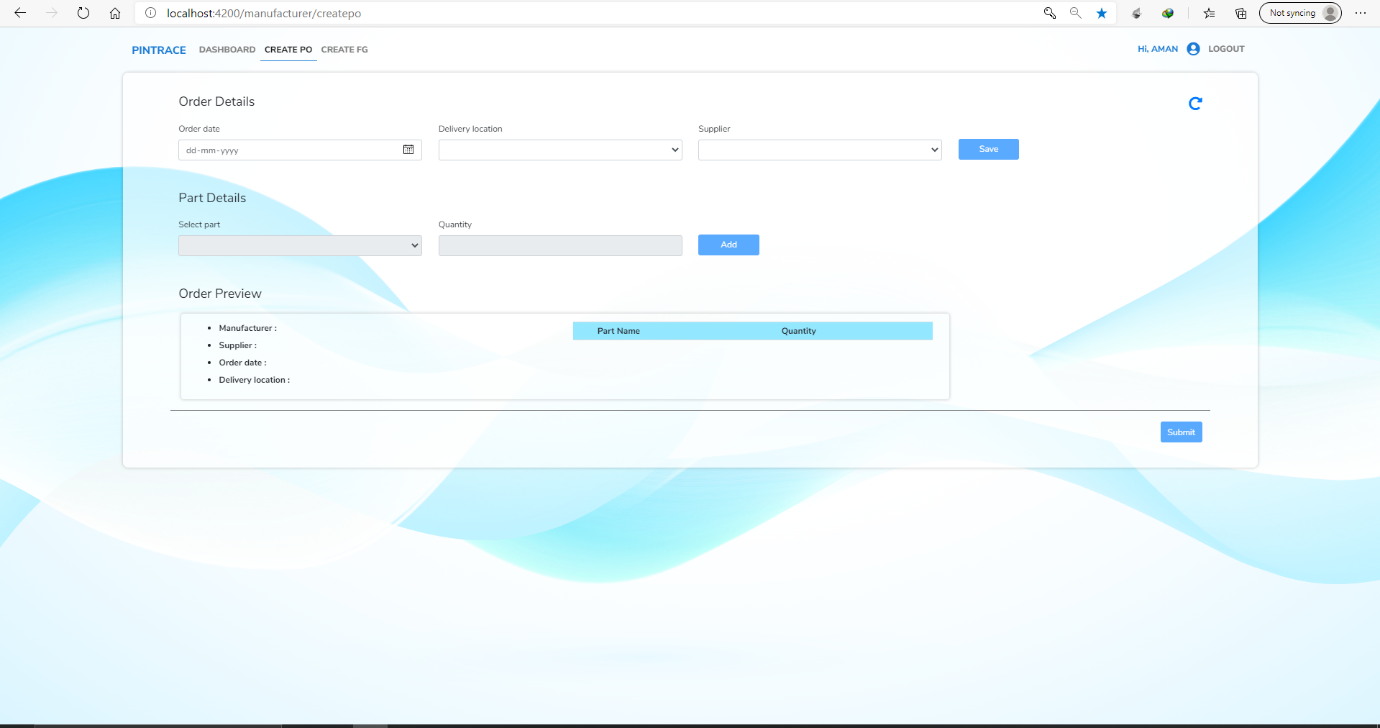 localhost:4200/manufacturer/createpo
Not syncing
PINTRACE DASHBOARD CREATE PO CREATE FG
Hi, AMAN LOGOUT
Order Details
Order date Delivery location Supplier
dd-mm-yyyy Save
Part Details
Select part Quantity
Add
Order Preview
Manufacturer :
Supplier :
Order date :
Delivery location :
Part Name Quantity
Submit